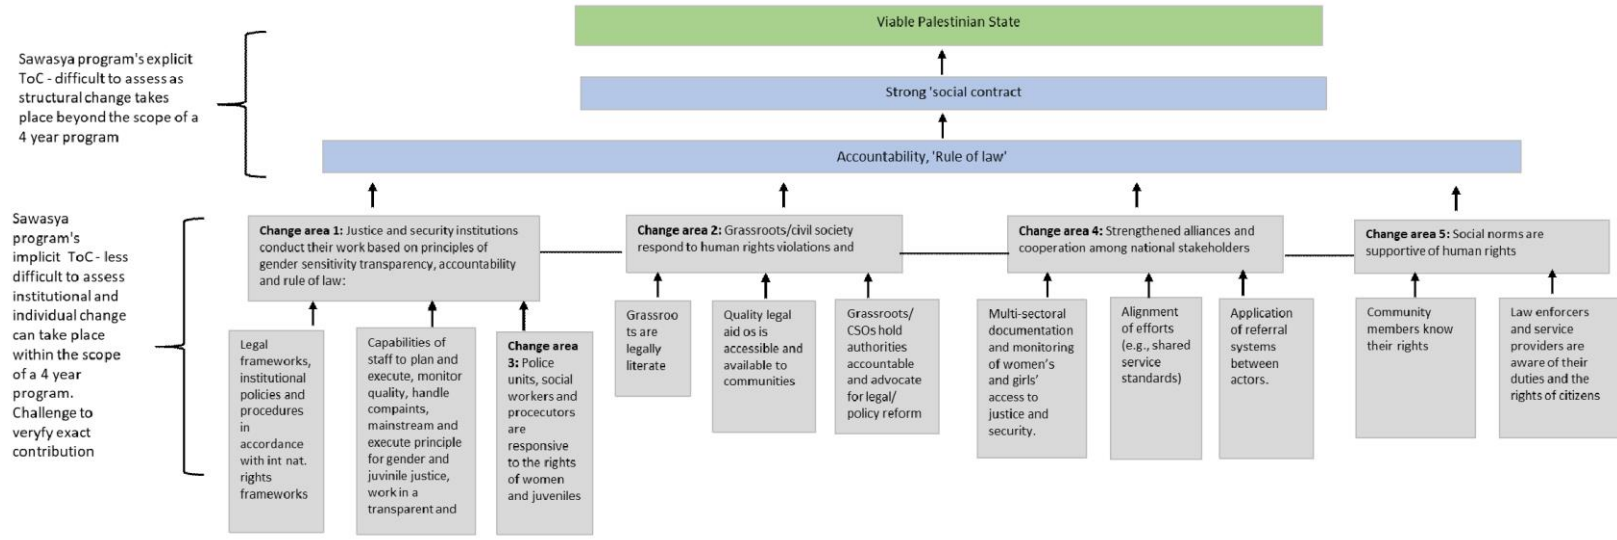 Viable Palestinian State
Sawasya program's explicit
ToC - difficult to assess as
structural change takes
place beyond the scope of a
4 year program
Strong 'social contract
Accountability, 'Rule of law'
Sawasya
program's
implicit ToC - less
difficult to assess
institutional and
individual change
can take place
within the scope
of a 4 year
program.
Challenge to
veryfy exact
contribution
Change area 1: Justice and security institutions
conduct their work based on principles of
gender sensitivity transparency, accountability
and rule of law:
Change area 2: Grassroots/civil society
respond to human rights violations and
Change area 4: Strengthened alliances and
cooperation among national stakeholders
Change area 5: Social norms are
supportive of human rights
Legal
frameworks,
institutional
policies and
procedures
in
accordance
with int nat.
rights
frameworks
Capabilities of
staff to plan and
execute, monitor
quality, handle
compaints,
mainstream and
execute principle
for gender and
juvinile justice,
work in a
transparent and
Change area
3: Police
units, social
workers and
procecutors
are
responsive
to the rights
of women
and juveniles
Grassroo
ts are
legally
literate
Quality legal
aid os is
accessible and
available to
communities
Grassroots/
CSOs hold
authorities
accountable
and advocate
for legal/
policy reform
Multi-sectoral
documentation
and monitoring
of women's
and girls'
access to
justice and
security.
Alignment
of efforts
(e.g., shared
service
standards)
Application
of referral
systems
between
actors.
Community
members know
their rights
Law enforcers
and service
providers are
aware of their
duties and the
rights of citizens